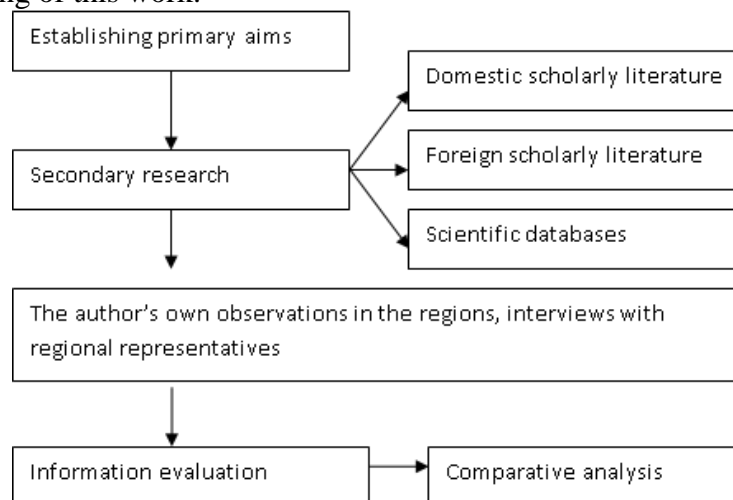 ng of this work.
Establishing primary aims
Domestic scholarly literature
Foreign scholarly literature
Secondary research
Scientific databases
The author's own observations in the regions, interviews with
regional representatives
Information evaluation
Comparative analysis